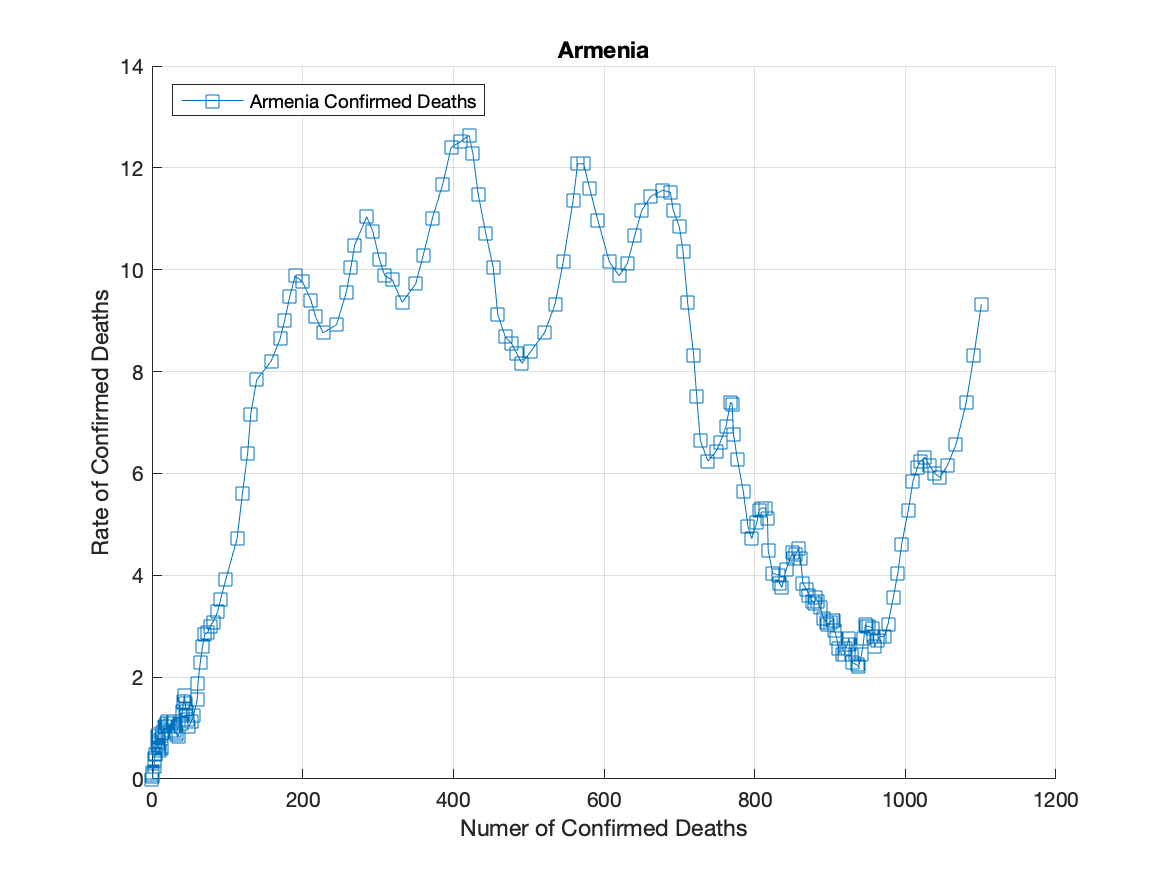 Armenia
Armenia Confirmed Deaths
14
12
10
8
6
4
2
0
Rate of Confirmed Deaths
0 200 400 600 800 1000 1200
Numer of Confirmed Deaths